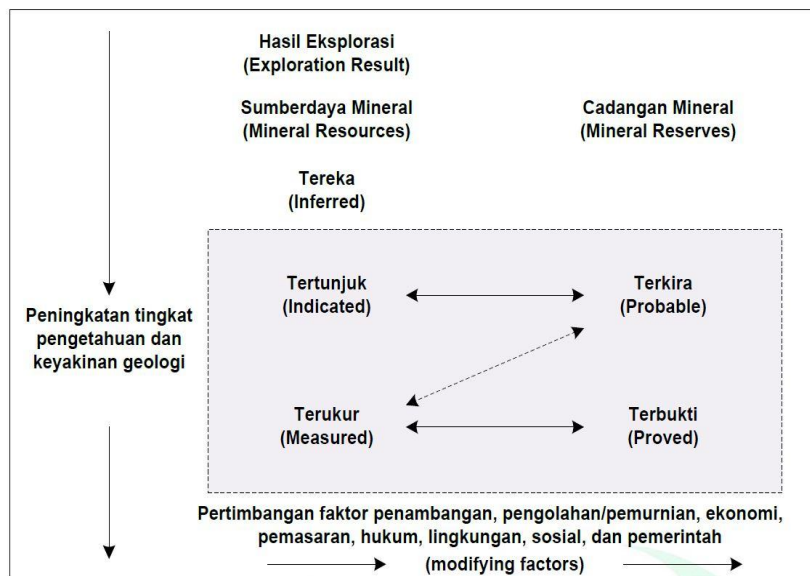 Hasil Eksplorasi
(Exploration Result)
Sumberdaya Mineral
(Mineral Resources)
Cadangan Mineral
(Mineral Reserves)
Tereka
(Inferred)
Tertunjuk
(Indicated)
Terkira
(Probable)
Peningkatan tingkat
pengetahuan dan
keyakinan geologi
Terukur
(Measured)
Terbukti
(Proved)
Pertimbangan faktor penambangan, pengolahan/pemurnian, ekonomi,
pemasaran, hukum, lingkungan, sosial, dan pemerintah
(modifying factors)